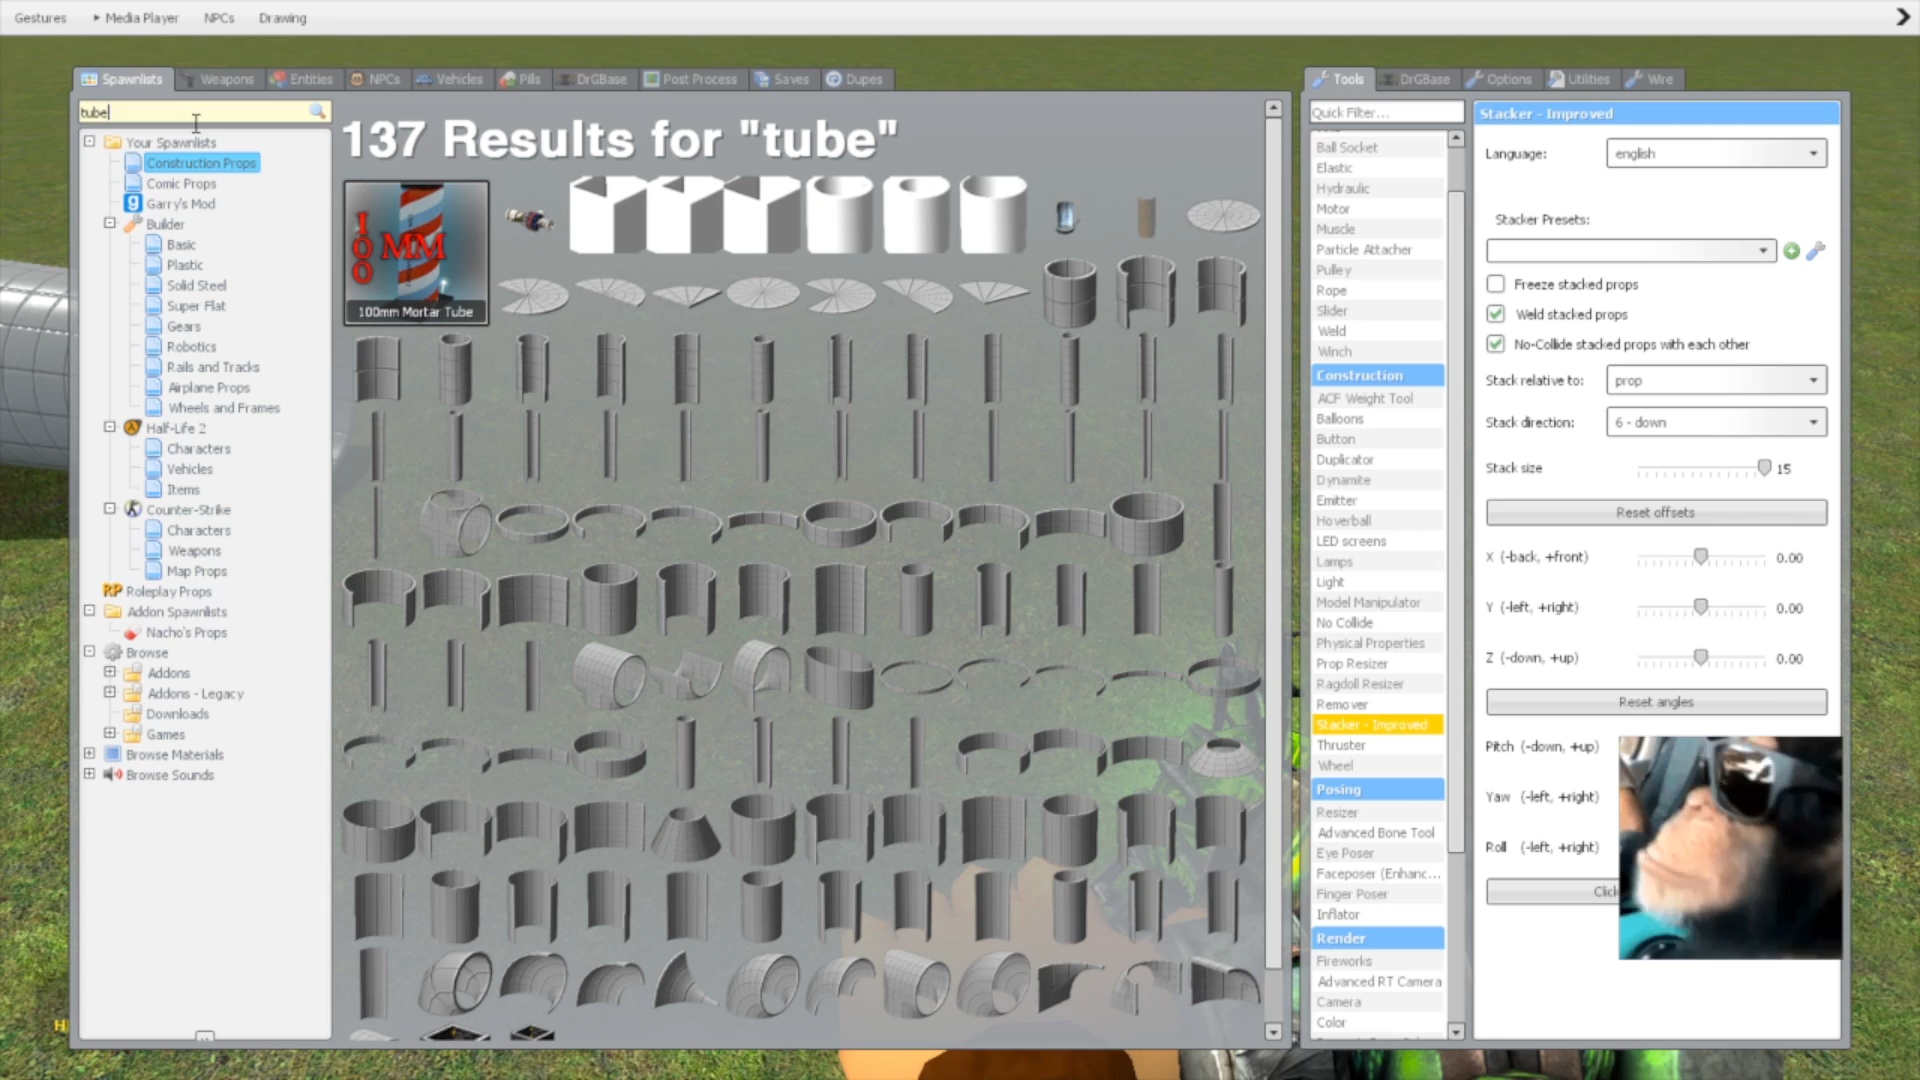 Gestures
Media Player
NPCs
Drawing
Spawnlists
Weapons
Entities
NPCs
Vehicles
Pills
DrGBase
Post Process
Saves
Dupes
tube
Your Spawnlists
Construction Props
Comic Props
Garry's Mod
Builder
Basic
Plastic
Solid Steel
Super Flat
Gears
Robotics
Rails and Tracks
Airplane Props
Wheels and Frames
Half-Life 2
Characters
Vehicles
Items
Counter-Strike
Characters
Weapons
Map Props
RP Roleplay Props
Addon Spawnlists
Nacho's Props
Browse
Addons
Addons - Legacy
Downloads
Games
Browse Materials
Browse Sounds
137 Results for "tube"
100 MM
100mm Mortar Tube
Tools
DrGBase
Options
Utilities
Wire
Quick Filter...
Ball Socket
Elastic
Hydraulic
Motor
Muscle
Particle Attacher
Pulley
Rope
Slider
Weld
Winch
Construction
ACF Weight Tool
Balloons
Button
Duplicator
Dynamite
Emitter
Hoverball
LED screens
Lamps
Light
Model Manipulator
No Collide
Physical Properties
Prop Resizer
Ragdoll Resizer
Remover
Stacker - Improved
Thruster
Wheel
Posing
Resizer
Advanced Bone Tool
Eye Poser
Faceposer (Enhanc...
Finger Poser
Inflator
Render
Fireworks
Advanced RT Camera
Camera
Color
Stacker - Improved
Language: english
Stacker Presets:
Freeze stacked props
Weld stacked props
No-Collide stacked props with each other
Stack relative to: prop
Stack direction: 6 - down
Stack size 15
Reset offsets
X (-back, +front) 0.00
Y (-left, +right) 0.00
Z (-down, +up) 0.00
Reset angles
Pitch (-down, +up)
Yaw (-left, +right)
Roll (-left, +right)
Clic